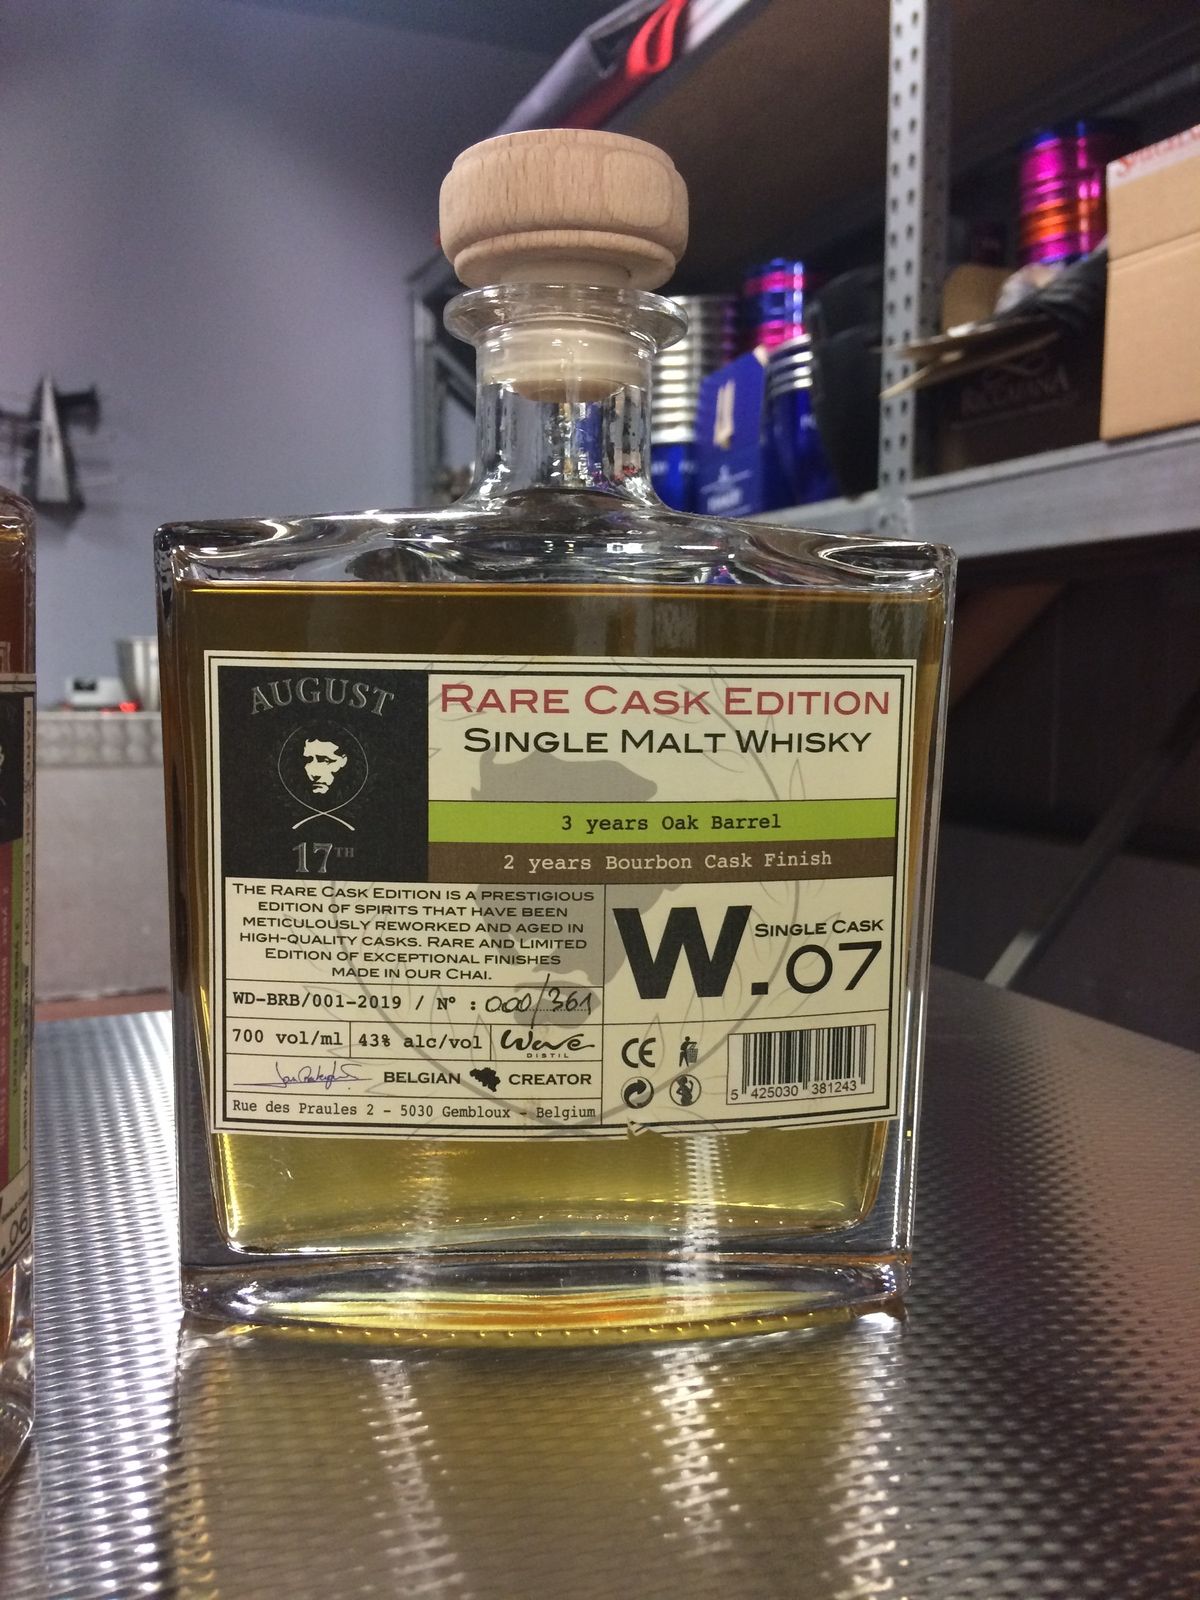 AUGUST
17TH
RARE CASK EDITION
SINGLE MALT WHISKY
3 years Oak Barrel
2 years Bourbon Cask Finish
THE RARE CASK EDITION IS A PRESTIGIOUS
EDITION OF SPIRITS THAT HAVE BEEN
METICULOUSLY REWORKED AND AGED IN
HIGH-QUALITY CASKS. RARE AND LIMITED
EDITION OF EXCEPTIONAL FINISHES
MADE IN OUR CHAI.
WD-BRB/001-2019 / N° : 000/361
700 vol/ml 43% alc/vol Wave
DISTIL
BELGIAN CREATOR
Rue des Praules 2 - 5030 Gembloux - Belgium
W.07
SINGLE CASK
CE
5 425030 381243
.06